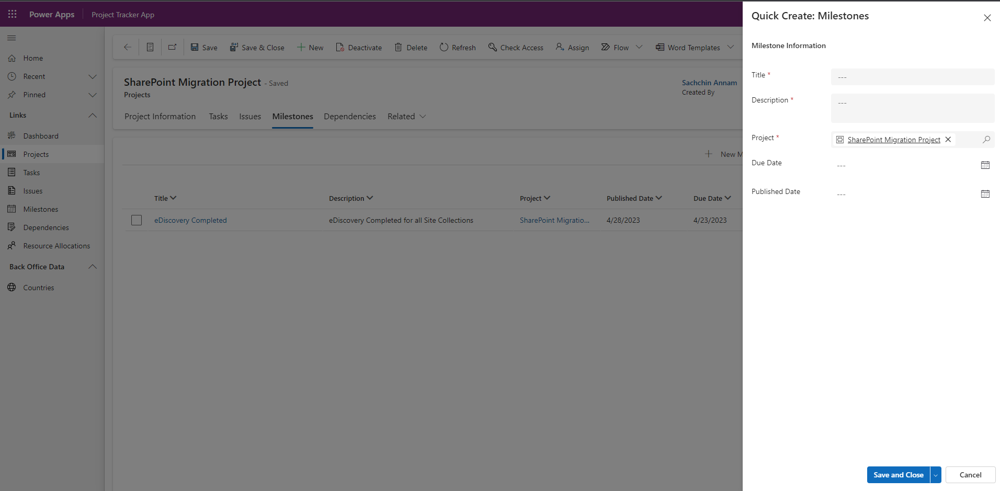 Power Apps
Project Tracker App
Home
Recent
Pinned
Links
Dashboard
Projects
Tasks
Issues
Milestones
Dependencies
Resource Allocations
Back Office Data
Countries
Save
Save & Close
New
Deactivate
Delete
Refresh
Check Access
Assign
Flow
Word Templates
SharePoint Migration Project - Saved
Projects
Sachchin Annam
Created By
Project Information
Tasks
Issues
Milestones
Dependencies
Related
New M
Title
Description
Project
Published Date
Due Date
eDiscovery Completed
eDiscovery Completed for all Site Collections
SharePoint Migratio...
4/28/2023
4/23/2023
Quick Create: Milestones
Milestone Information
Title *
---
Description *
---
Project *
SharePoint Migration Project
Due Date
---
Published Date
---
Save and Close
Cancel